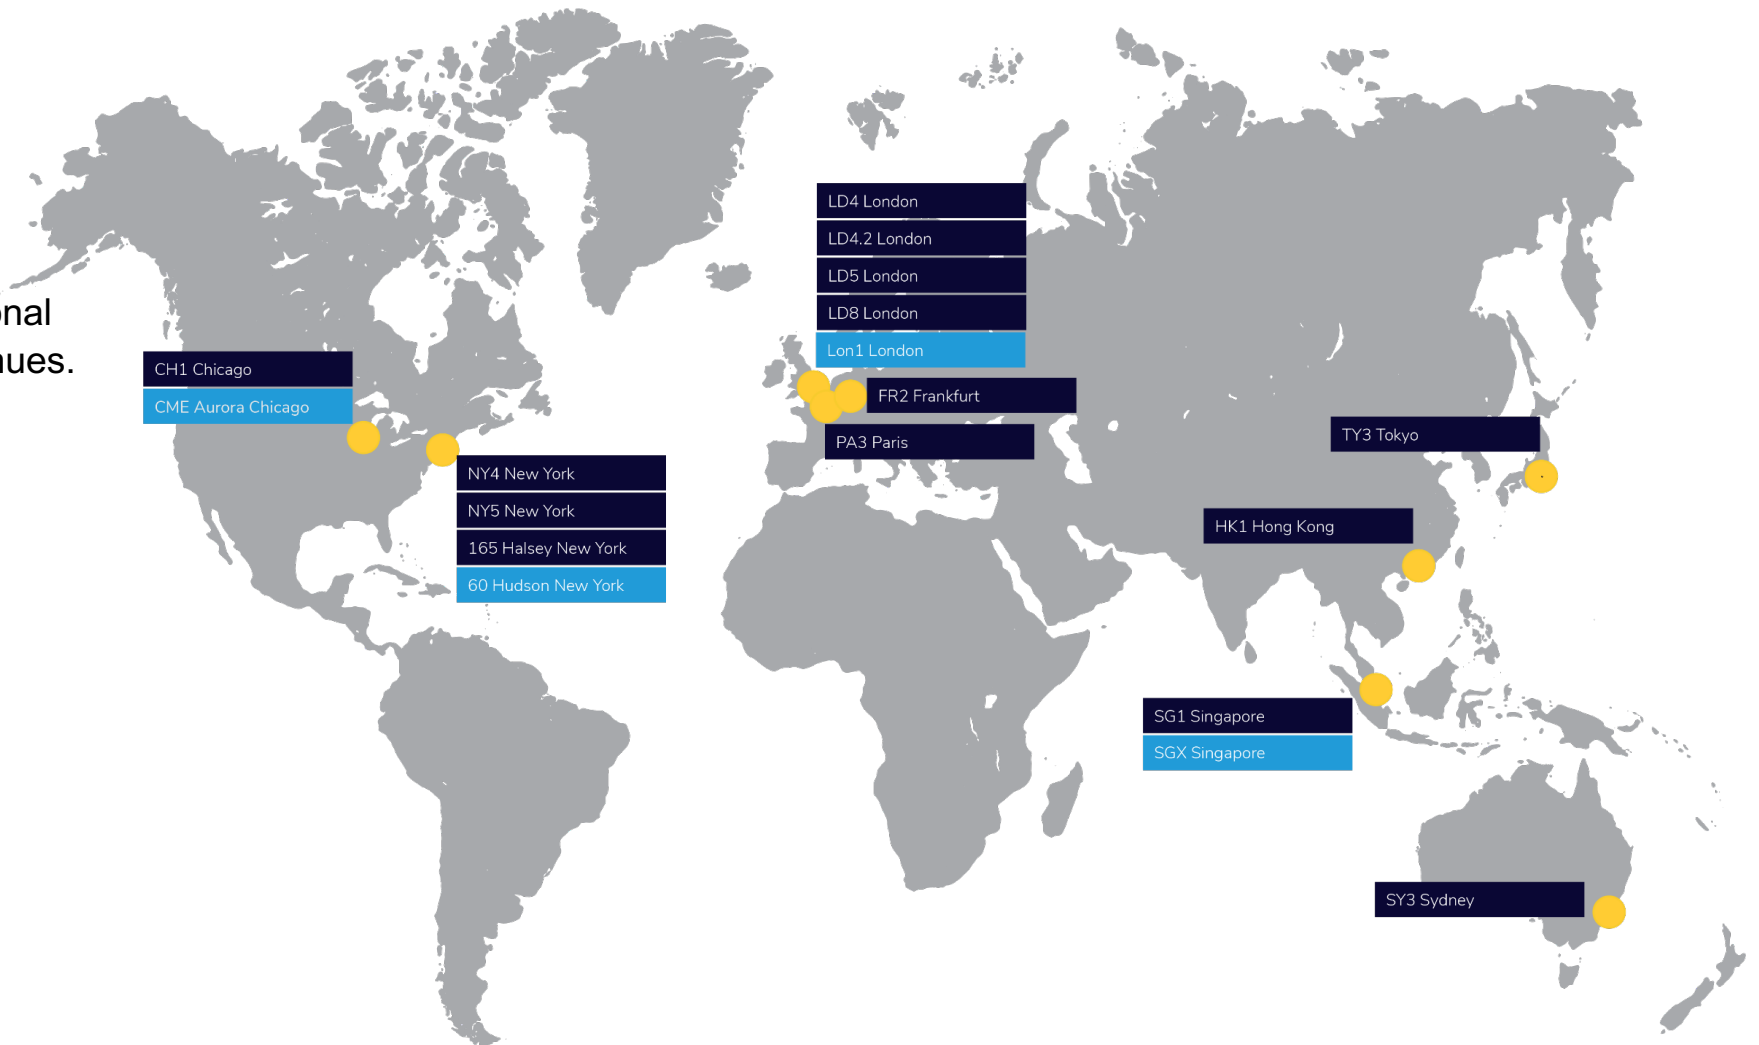 onal
nues.
CH1 Chicago
CME Aurora Chicago
NY4 New York
NY5 New York
165 Halsey New York
60 Hudson New York
LD4 London
LD4.2 London
LD5 London
LD8 London
Lon1 London
FR2 Frankfurt
PA3 Paris
TY3 Tokyo
HK1 Hong Kong
SG1 Singapore
SGX Singapore
SY3 Sydney